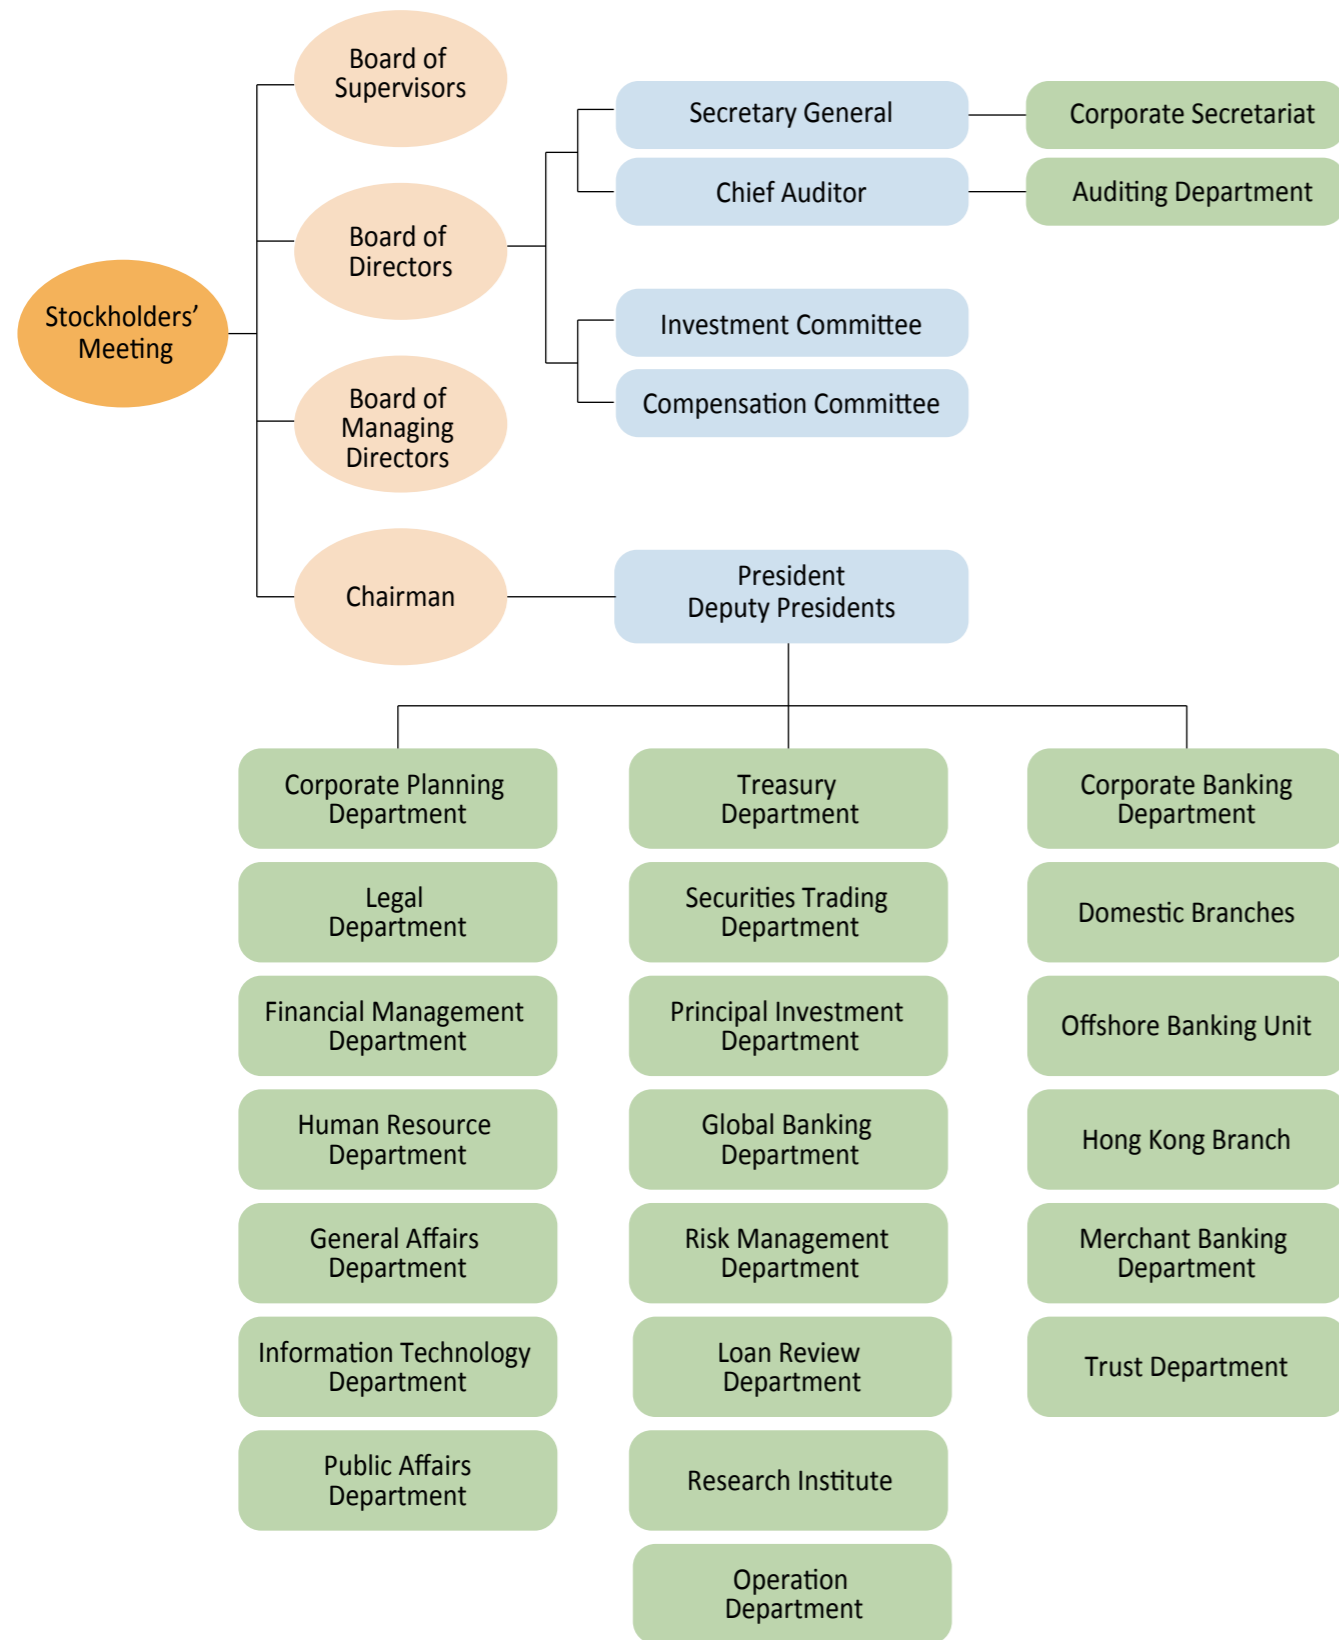 Board of
Supervisors
Secretary General
Corporate Secretariat
Chief Auditor
Auditing Department
Board of
Directors
Stockholders’
Meeting
Investment Committee
Compensation Committee
Board of
Managing
Directors
Chairman
President
Deputy Presidents
Corporate Planning
Department
Legal
Department
Financial Management
Department
Human Resource
Department
General Affairs
Department
Information Technology
Department
Public Affairs
Department
Treasury
Department
Securities Trading
Department
Principal Investment
Department
Global Banking
Department
Risk Management
Department
Loan Review
Department
Research Institute
Operation
Department
Corporate Banking
Department
Domestic Branches
Offshore Banking Unit
Hong Kong Branch
Merchant Banking
Department
Trust Department